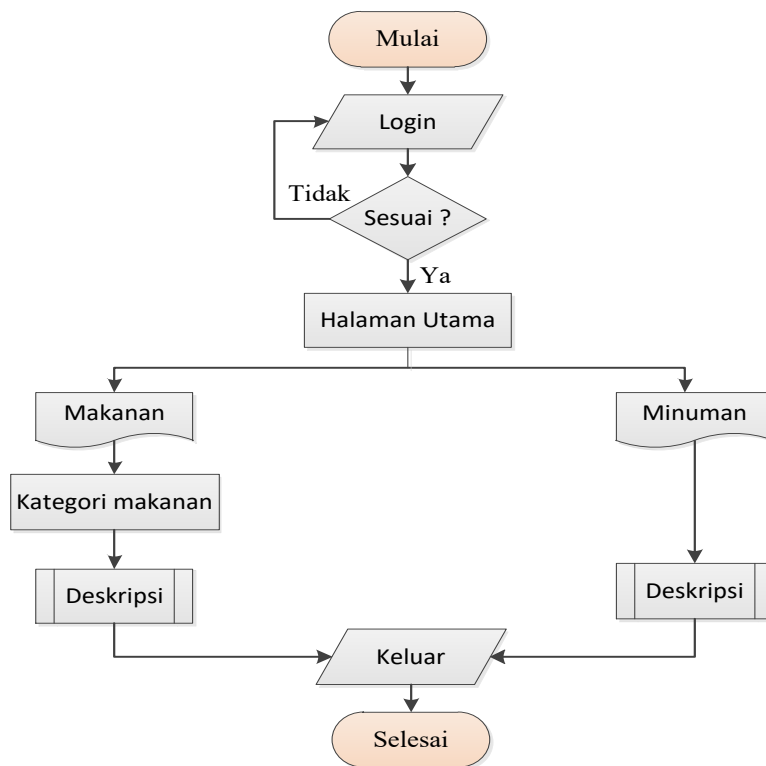 Mulai
Login
Tidak
Sesuai ?
Ya
Halaman Utama
Makanan
Minuman
Kategori makanan
Deskripsi
Deskripsi
Keluar
Selesai